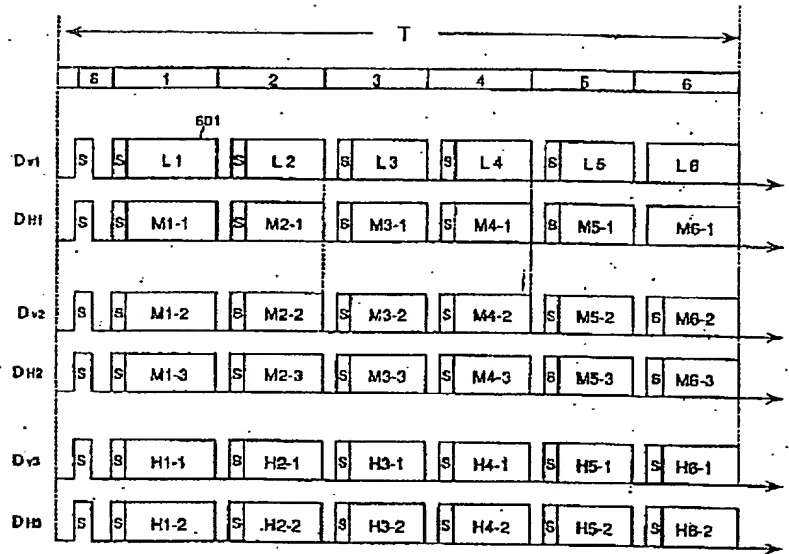 T
S 1 2 3 4 5 6
601
Dv1 S S L1 S L2 S L3 S L4 S L5 L6
DH1 S S M1-1 S M2-1 S M3-1 S M4-1 S M5-1 M6-1
Dv2 S S M1-2 S M2-2 S M3-2 S M4-2 S M5-2 S M6-2
DH2 S S M1-3 S M2-3 S M3-3 S M4-3 S M5-3 S M6-3
Dv3 S S H1-1 S H2-1 S H3-1 S H4-1 S H5-1 S H6-1
DH3 S S H1-2 S H2-2 S H3-2 S H4-2 S H5-2 S H6-2